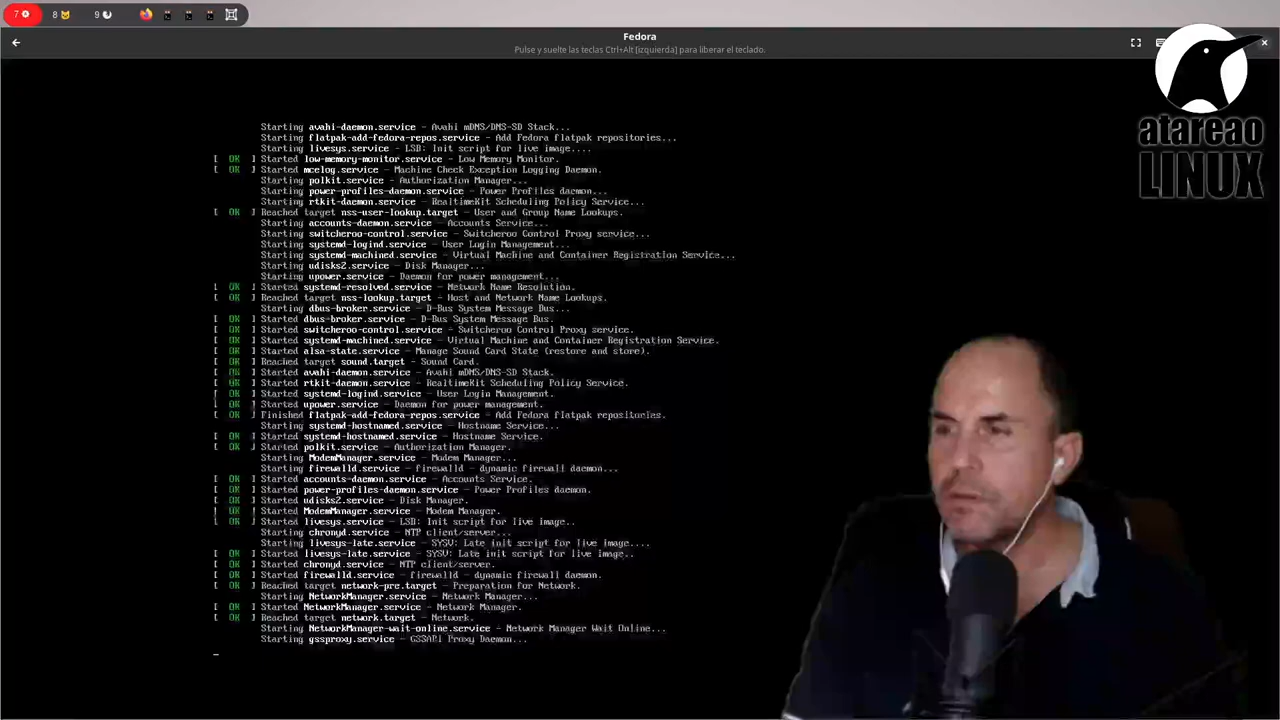 7
8
9
Fedora
Pulse y suelte las teclas Ctrl+Alt [izquierda] para liberar el teclado.
atareao
LINUX
Starting avahi-daemon.service - Avahi mDNS/DNS-SD Stack...
Starting flatpak-add-fedora-repos.service - Add Fedora flatpak repositories...
Starting livesys.service - LSB: Init script for live image....
[ OK ] Started low-memory-monitor.service - Low Memory Monitor.
[ OK ] Started mcelog.service - Machine Check Exception Logging Daemon.
Starting polkit.service - Authorization Manager...
Starting power-profiles-daemon.service - Power Profiles daemon...
Starting rtkit-daemon.service - RealtimeKit Scheduling Policy Service...
[ OK ] Reached target nss-user-lookup.target - User and Group Name Lookups.
Starting accounts-daemon.service - Accounts Service...
Starting switcheroo-control.service - Switcheroo Control Proxy service...
Starting systemd-logind.service - User Login Management...
Starting systemd-machined.service - Virtual Machine and Container Registration Service...
Starting udisks2.service - Disk Manager...
Starting upower.service - Daemon for power management...
[ OK ] Started systemd-resolved.service - Network Name Resolution.
[ OK ] Reached target nss-lookup.target - Host and Network Name Lookups.
Starting dbus-broker.service - D-Bus System Message Bus...
[ OK ] Started dbus-broker.service - D-Bus System Message Bus.
[ OK ] Started switcheroo-control.service - Switcheroo Control Proxy service.
[ OK ] Started systemd-machined.service - Virtual Machine and Container Registration Service.
[ OK ] Started alsa-state.service - Manage Sound Card State (restore and store).
[ OK ] Reached target sound.target - Sound Card.
[ OK ] Started avahi-daemon.service - Avahi mDNS/DNS-SD Stack.
[ OK ] Started rtkit-daemon.service - RealtimeKit Scheduling Policy Service.
[ OK ] Started systemd-logind.service - User Login Management.
[ OK ] Started upower.service - Daemon for power management.
[ OK ] Finished flatpak-add-fedora-repos.service - Add Fedora flatpak repositories.
Starting systemd-hostnamed.service - Hostname Service...
[ OK ] Started systemd-hostnamed.service - Hostname Service.
[ OK ] Started polkit.service - Authorization Manager.
Starting ModemManager.service - Modem Manager...
Starting firewalld.service - firewalld - dynamic firewall daemon...
[ OK ] Started accounts-daemon.service - Accounts Service.
[ OK ] Started power-profiles-daemon.service - Power Profiles daemon.
[ OK ] Started udisks2.service - Disk Manager.
[ OK ] Started ModemManager.service - Modem Manager.
[ OK ] Started livesys.service - LSB: Init script for live image..
Starting chronyd.service - NTP client/server...
Starting livesys-late.service - SYSV: Late init script for live image....
[ OK ] Started livesys-late.service - SYSV: Late init script for live image..
[ OK ] Started chronyd.service - NTP client/server.
[ OK ] Started firewalld.service - firewalld - dynamic firewall daemon.
[ OK ] Reached target network-pre.target - Preparation for Network.
Starting NetworkManager.service - Network Manager...
[ OK ] Started NetworkManager.service - Network Manager.
[ OK ] Reached target network.target - Network.
Starting NetworkManager-wait-online.service - Network Manager Wait Online...
Starting gssproxy.service - GSSAPI Proxy Daemon...